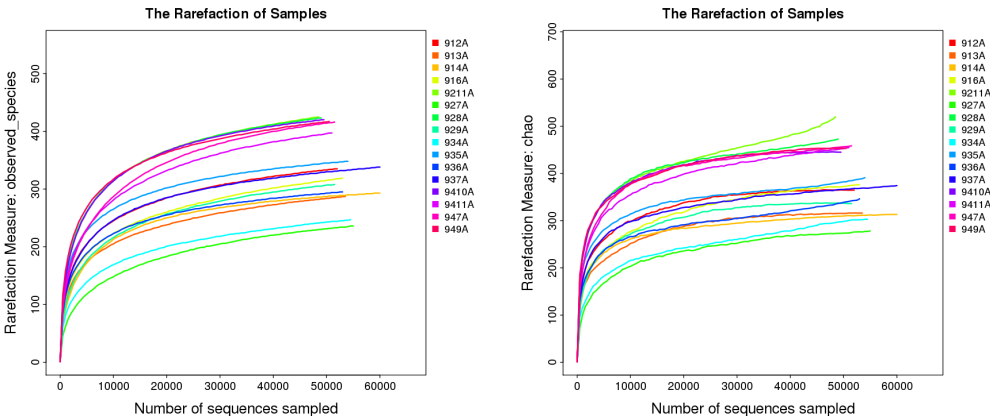 The Rarefaction of Samples
Rarefaction Measure: observed_species
500
400
300
200
100
0
0 10000 20000 30000 40000 50000 60000
Number of sequences sampled
912A
913A
914A
916A
9211A
927A
928A
929A
934A
935A
936A
937A
9410A
9411A
947A
949A
The Rarefaction of Samples
Rarefaction Measure: chao
700
600
500
400
300
200
100
0
0 10000 20000 30000 40000 50000 60000
Number of sequences sampled
912A
913A
914A
916A
9211A
927A
928A
929A
934A
935A
936A
937A
9410A
9411A
947A
949A